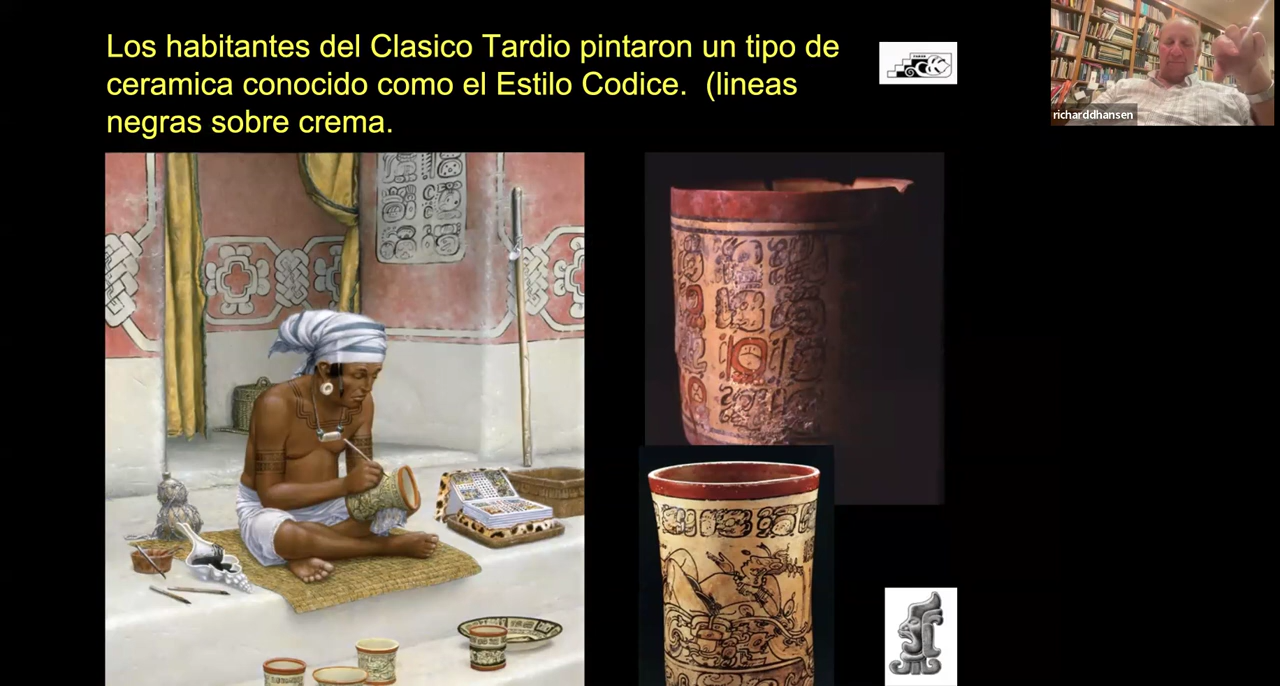 Los habitantes del Clasico Tardio pintaron un tipo de
ceramica conocido como el Estilo Codice.  (lineas
negras sobre crema.
richarddhansen